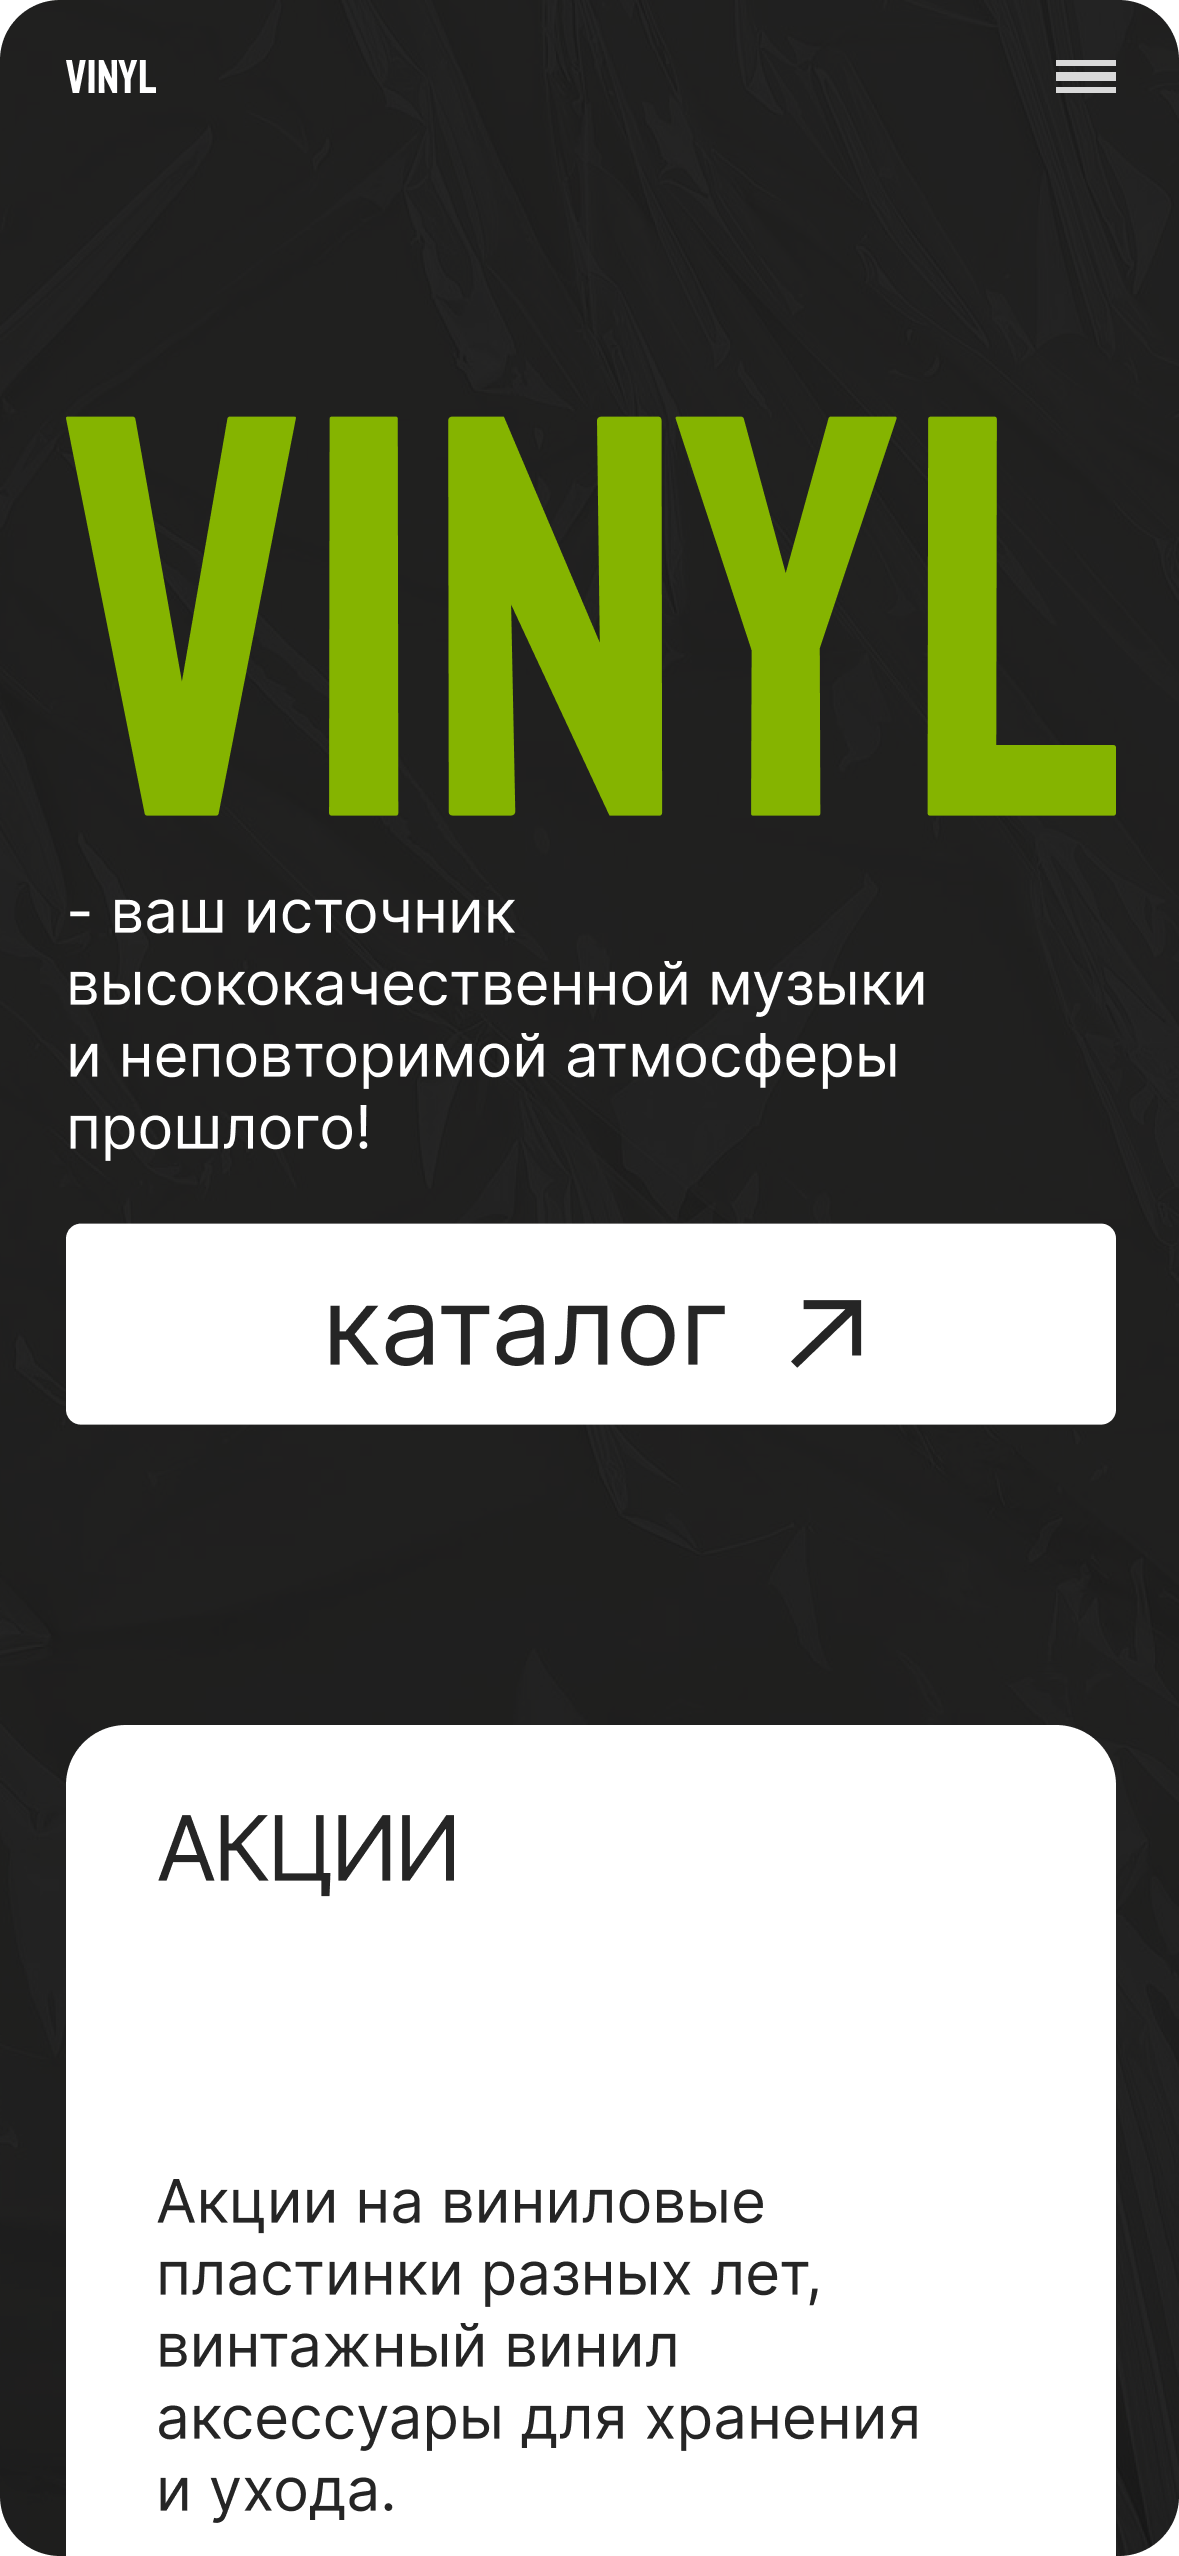 VINYL
VINYL
- ваш источник
высококачественной музыки
и неповторимой атмосферы
прошлого!
каталог
АКЦИИ
Акции на виниловые
пластинки разных лет,
винтажный винил
аксессуары для хранения
и ухода.